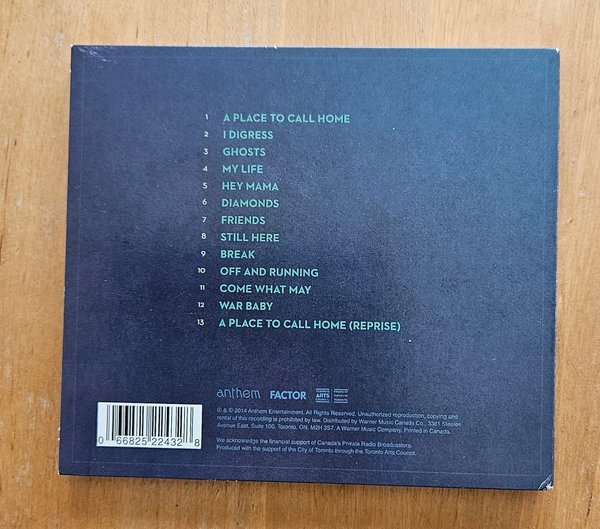 1 A PLACE TO CALL HOME
2 I DIGRESS
3 GHOSTS
4 MY LIFE
5 HEY MAMA
6 DIAMONDS
7 FRIENDS
8 STILL HERE
9 BREAK
10 OFF AND RUNNING
11 COME WHAT MAY
12 WAR BABY
13 A PLACE TO CALL HOME (REPRISE)
anthem FACTOR ARTS
℗ & © 2014 Anthem Entertainment. All Rights Reserved. Unauthorized reproduction, copying and
rental of this recording is prohibited by law. Distributed by Warner Music Canada Co., 3381 Steeles
Avenue East, Suite 100, Toronto, ON, M2H 3S7. A Warner Music Company. Printed in Canada.
We acknowledge the financial support of Canada's Private Radio Broadcasters.
Produced with the support of the City of Toronto through the Toronto Arts Council.
0 66825 22432 8